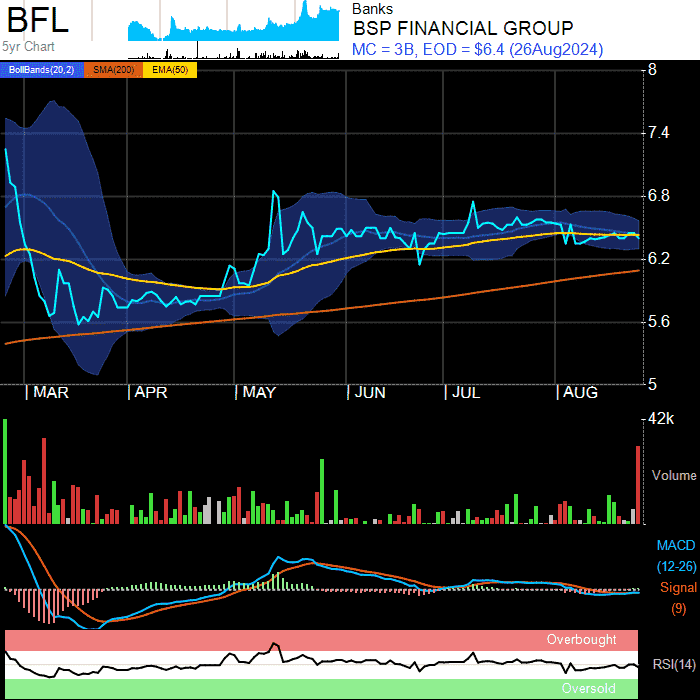 BFL
5yr Chart
Banks
BSP FINANCIAL GROUP
MC = 3B, EOD = $6.4 (26Aug2024)
BollBands(20,2) SMA(200) EMA(50)
8
7.4
6.8
6.2
5.6
5
| MAR | APR | MAY | JUN | JUL | AUG
42k
Volume
MACD
(12-26)
Signal
(9)
Overbought
RSI(14)
Oversold